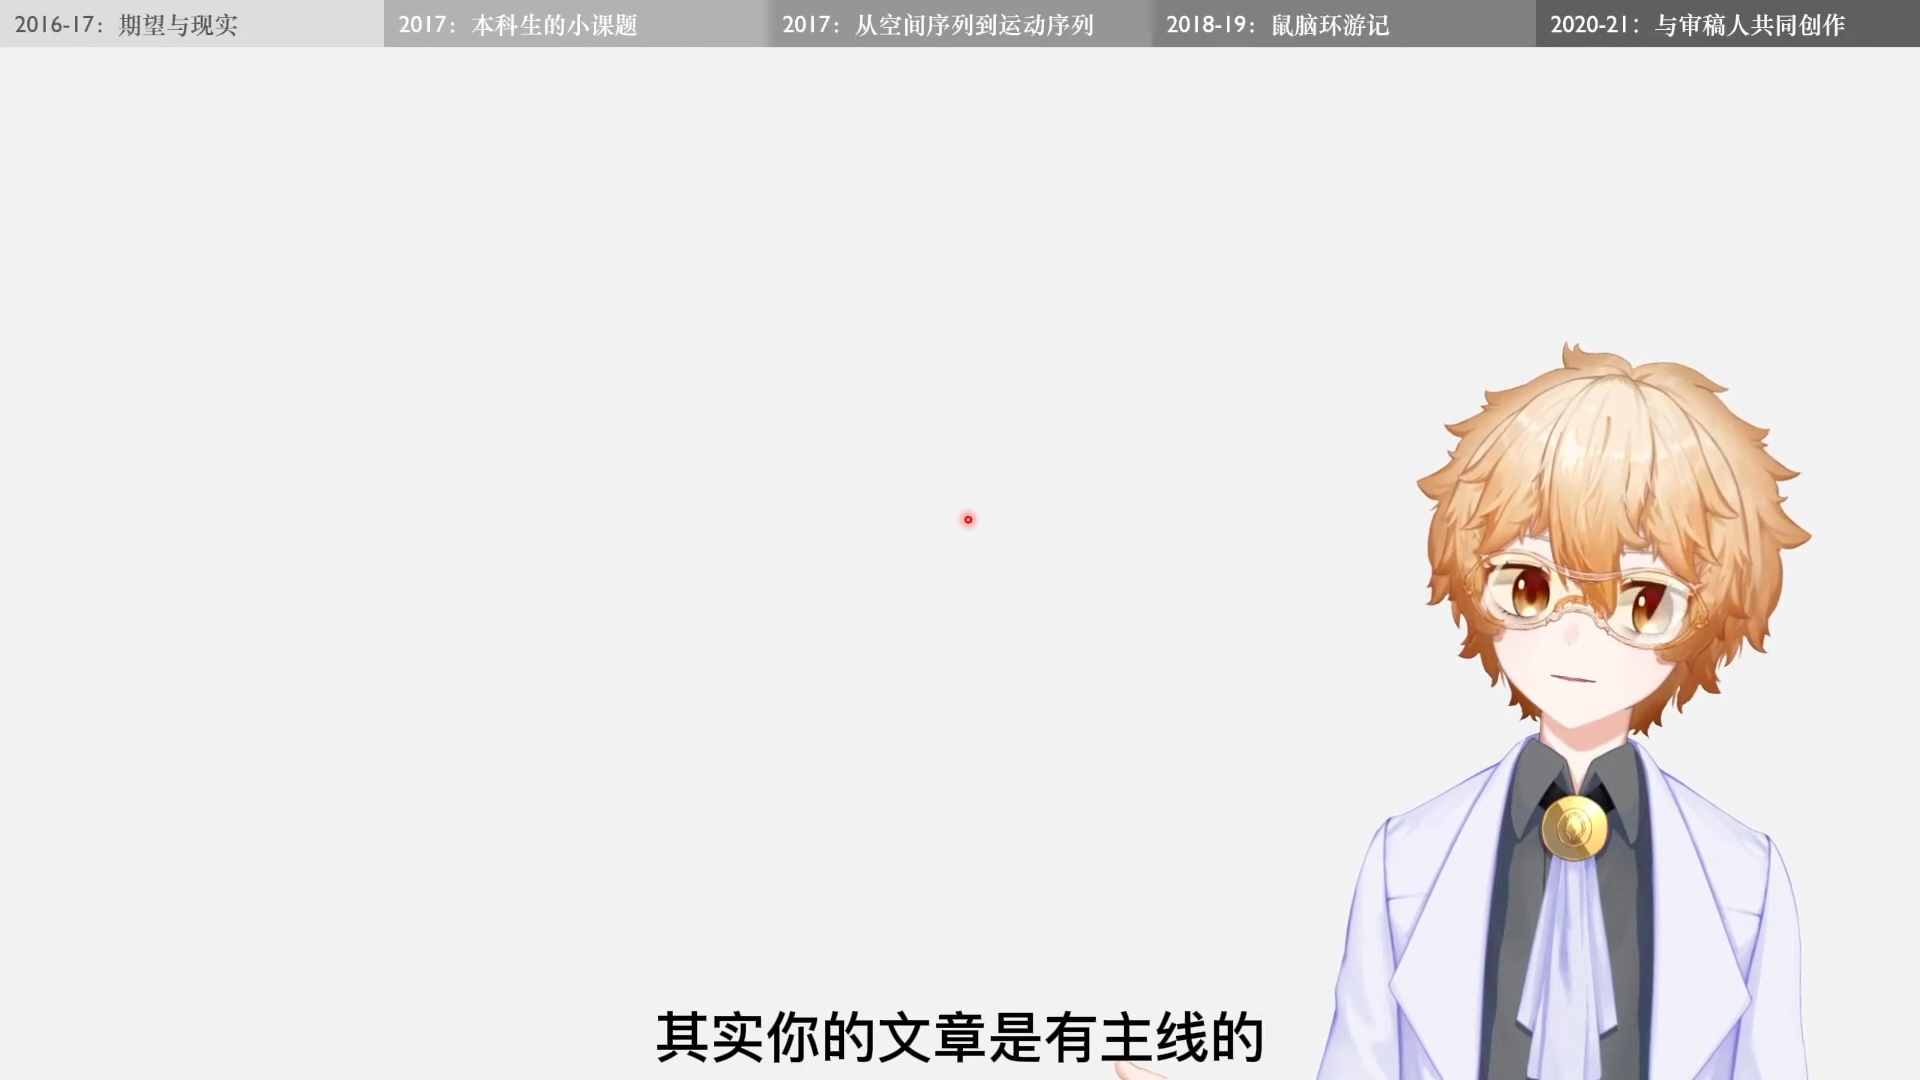 2016-17：期望与现实
2017：本科生的小课题
2017：从空间序列到运动序列
2018-19：鼠脑环游记
2020-21：与审稿人共同创作
其实你的文章是有主线的